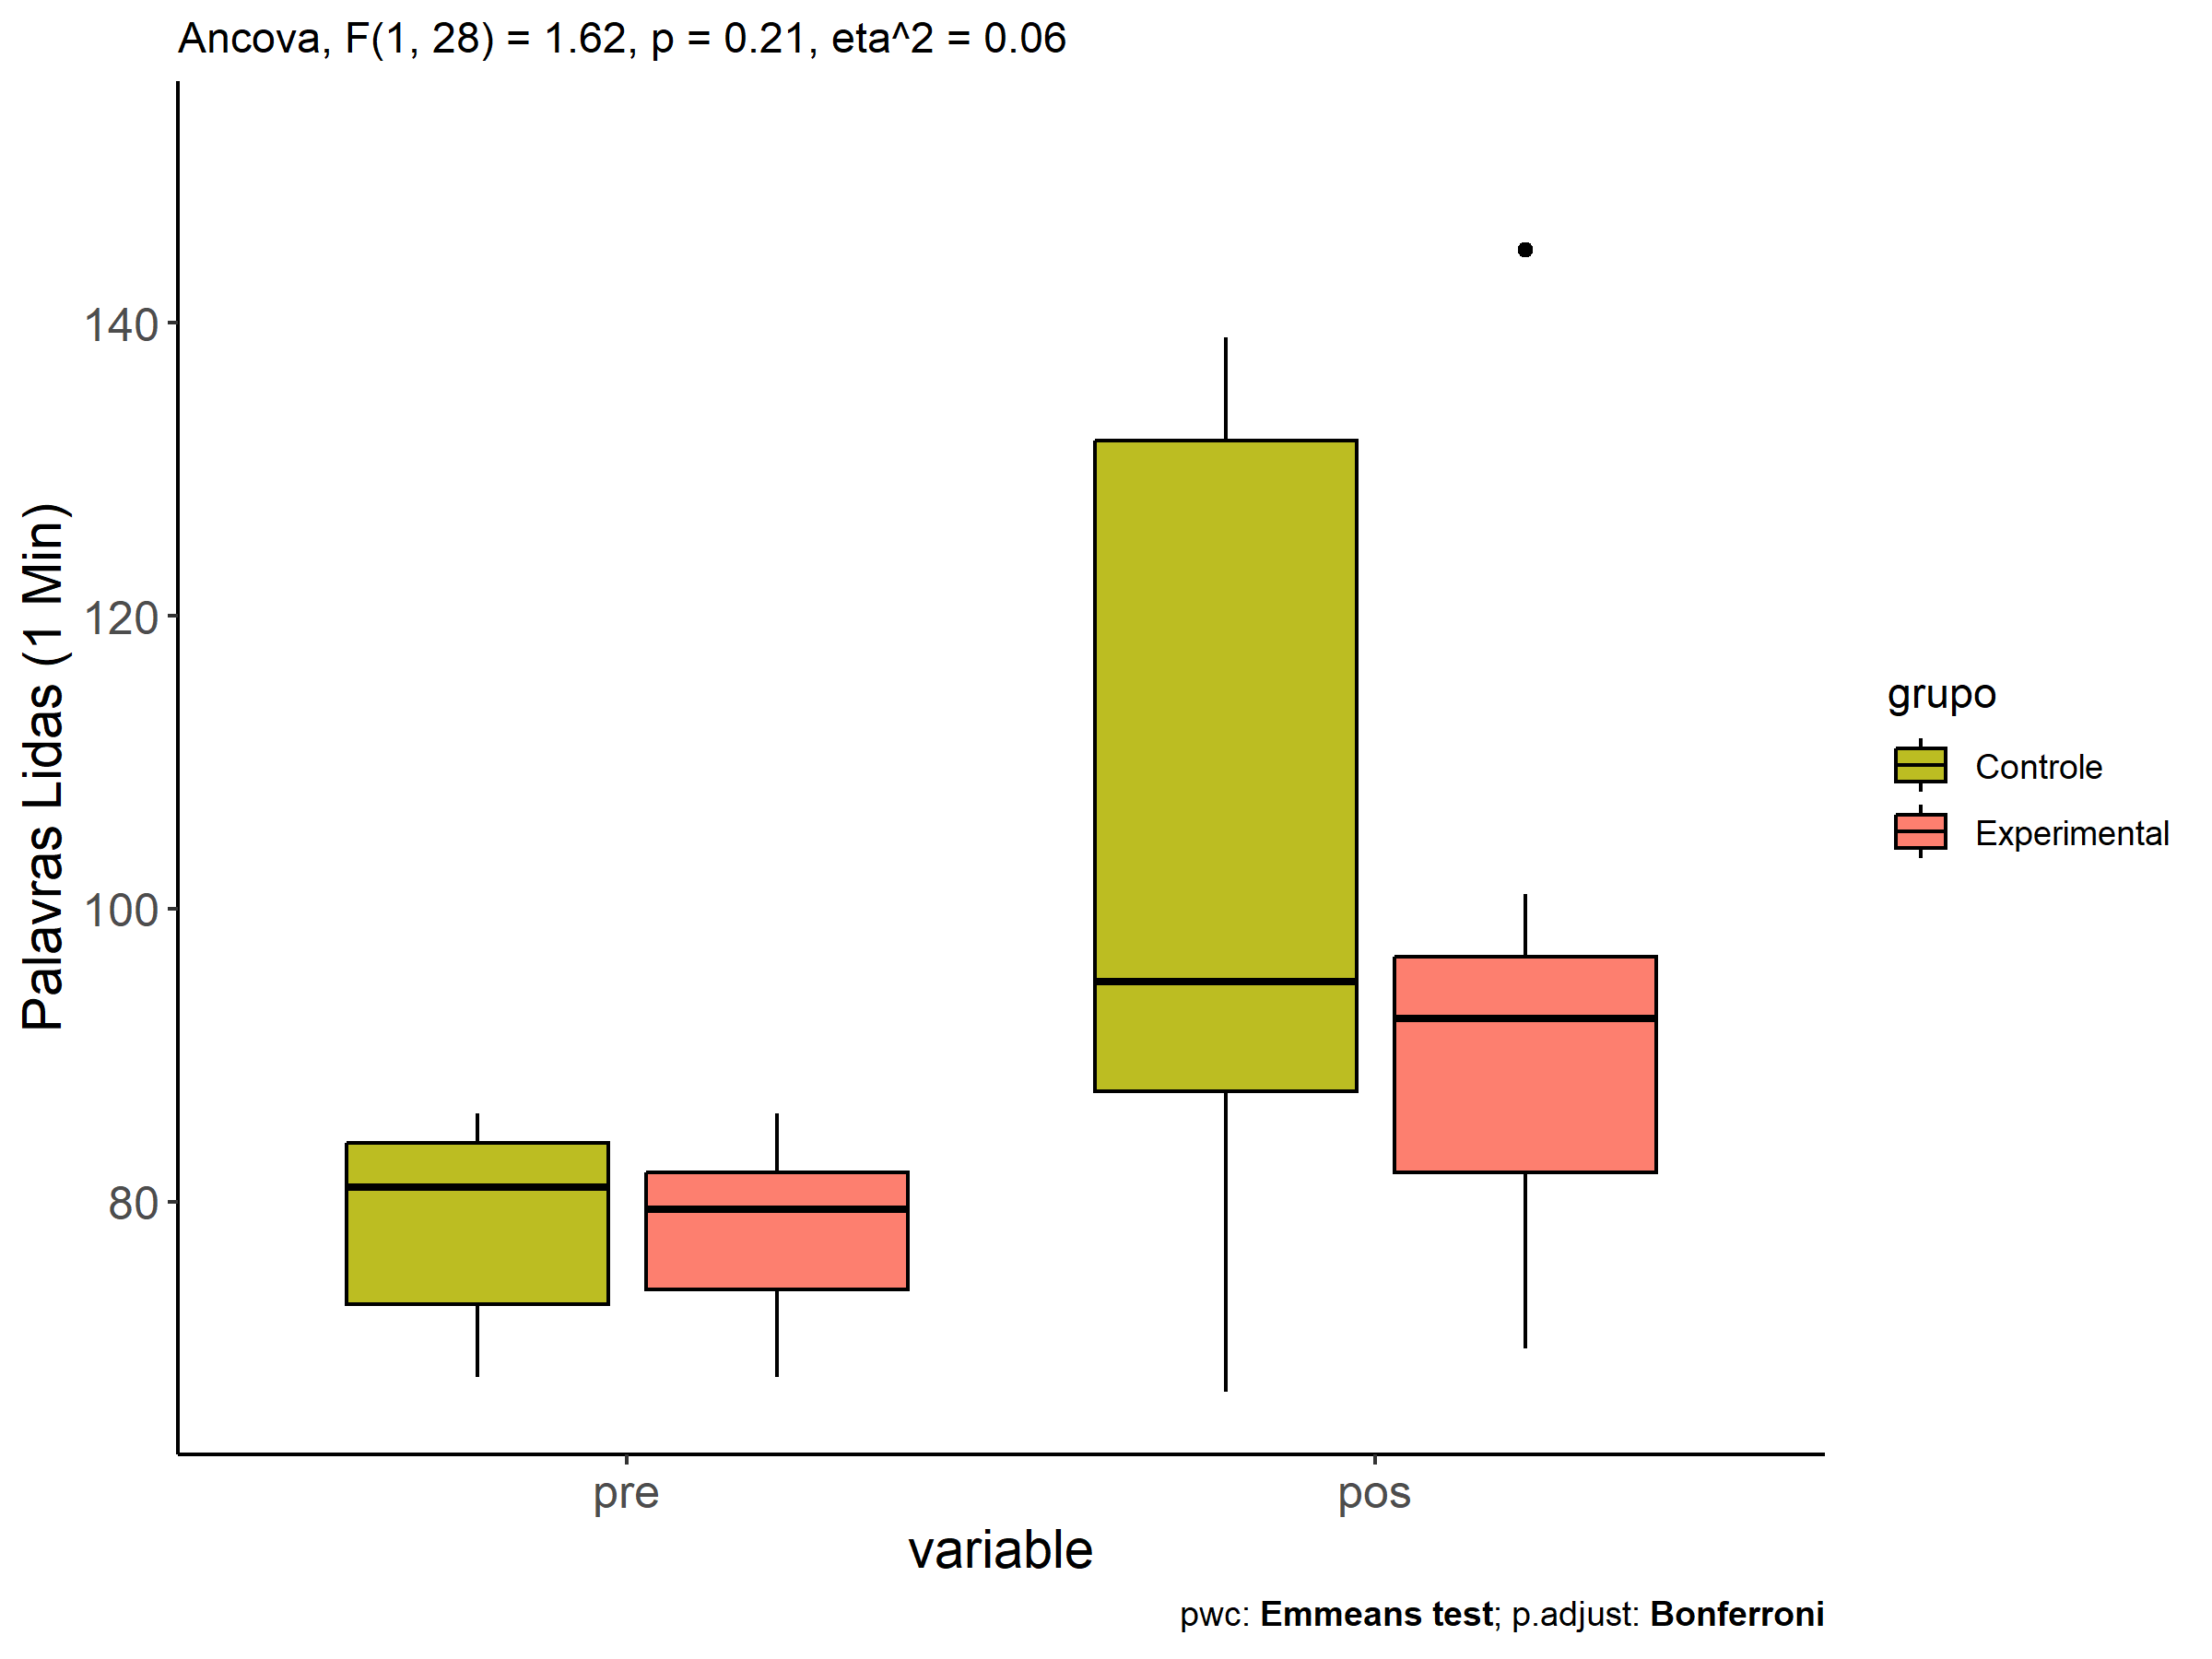 Ancova, F(1, 28) = 1.62, p = 0.21, eta^2 = 0.06
Palavras Lidas (1 Min)
140
120
100
80
pre
pos
variable
grupo
Controle
Experimental
pwc: Emmeans test; p.adjust: Bonferroni